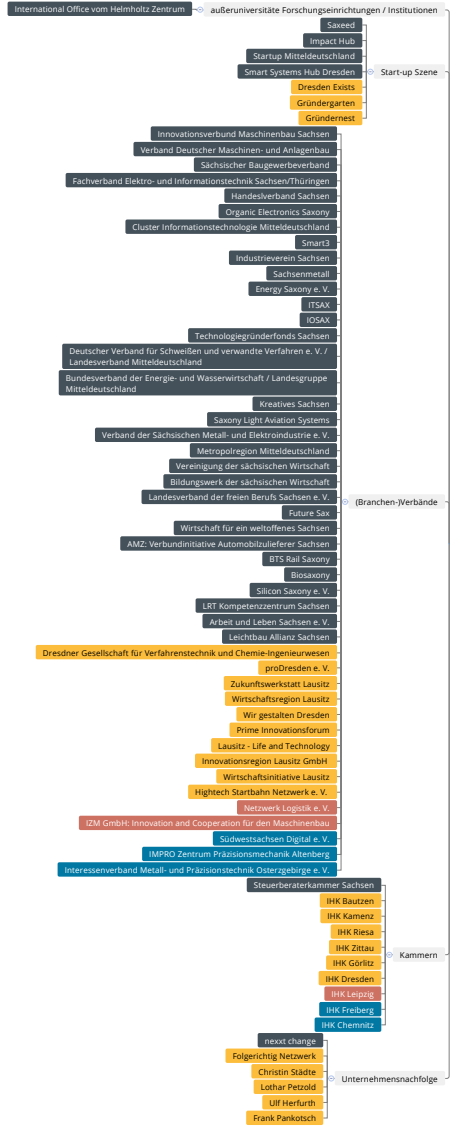 International Office vom Helmholtz Zentrum
außeruniversitäte Forschungseinrichtungen / Institutionen
Saxeed
Impact Hub
Startup Mitteldeutschland
Smart Systems Hub Dresden
Start-up Szene
Dresden Exists
Gründergarten
Gründernest
Innovationsverbund Maschinenbau Sachsen
Verband Deutscher Maschinen- und Anlagenbau
Sächsischer Baugewerbeverband
Fachverband Elektro- und Informationstechnik Sachsen/Thüringen
Handeslverband Sachsen
Organic Electronics Saxony
Cluster Informationstechnologie Mitteldeutschland
Smart3
Industrieverein Sachsen
Sachsenmetall
Energy Saxony e. V.
ITSAX
IOSAX
Technologiegründerfonds Sachsen
Deutscher Verband für Schweißen und verwandte Verfahren e. V. /
Landesverband Mitteldeutschland
Bundesverband der Energie- und Wasserwirtschaft / Landesgruppe
Mitteldeutschland
Kreatives Sachsen
Saxony Light Aviation Systems
Verband der Sächsischen Metall- und Elektroindustrie e. V.
Metropolregion Mitteldeutschland
Vereinigung der sächsischen Wirtschaft
Bildungswerk der sächsischen Wirtschaft
Landesverband der freien Berufs Sachsen e. V.
(Branchen-)Verbände
Future Sax
Wirtschaft für ein weltoffenes Sachsen
AMZ: Verbundinitiative Automobilzulieferer Sachsen
BTS Rail Saxony
Biosaxony
Silicon Saxony e. V.
LRT Kompetenzzentrum Sachsen
Arbeit und Leben Sachsen e. V.
Leichtbau Allianz Sachsen
Dresdner Gesellschaft für Verfahrenstechnik und Chemie-Ingenieurwesen
proDresden e. V.
Zukunftswerkstatt Lausitz
Wirtschaftsregion Lausitz
Wir gestalten Dresden
Prime Innovationsforum
Lausitz - Life and Technology
Innovationsregion Lausitz GmbH
Wirtschaftsinitiative Lausitz
Hightech Startbahn Netzwerk e. V.
Netzwerk Logistik e. V.
IZM GmbH: Innovation and Cooperation für den Maschinenbau
Südwestsachsen Digital e. V.
IMPRO Zentrum Präzisionsmechanik Altenberg
Interessenverband Metall- und Präzisionstechnik Osterzgebirge e. V.
Steuerberaterkammer Sachsen
IHK Bautzen
IHK Kamenz
IHK Riesa
IHK Zittau
Kammern
IHK Görlitz
IHK Dresden
IHK Leipzig
IHK Freiberg
IHK Chemnitz
nexxt change
Folgerichtig Netzwerk
Christin Städte
Unternehmensnachfolge
Lothar Petzold
Ulf Herfurth
Frank Pankotsch